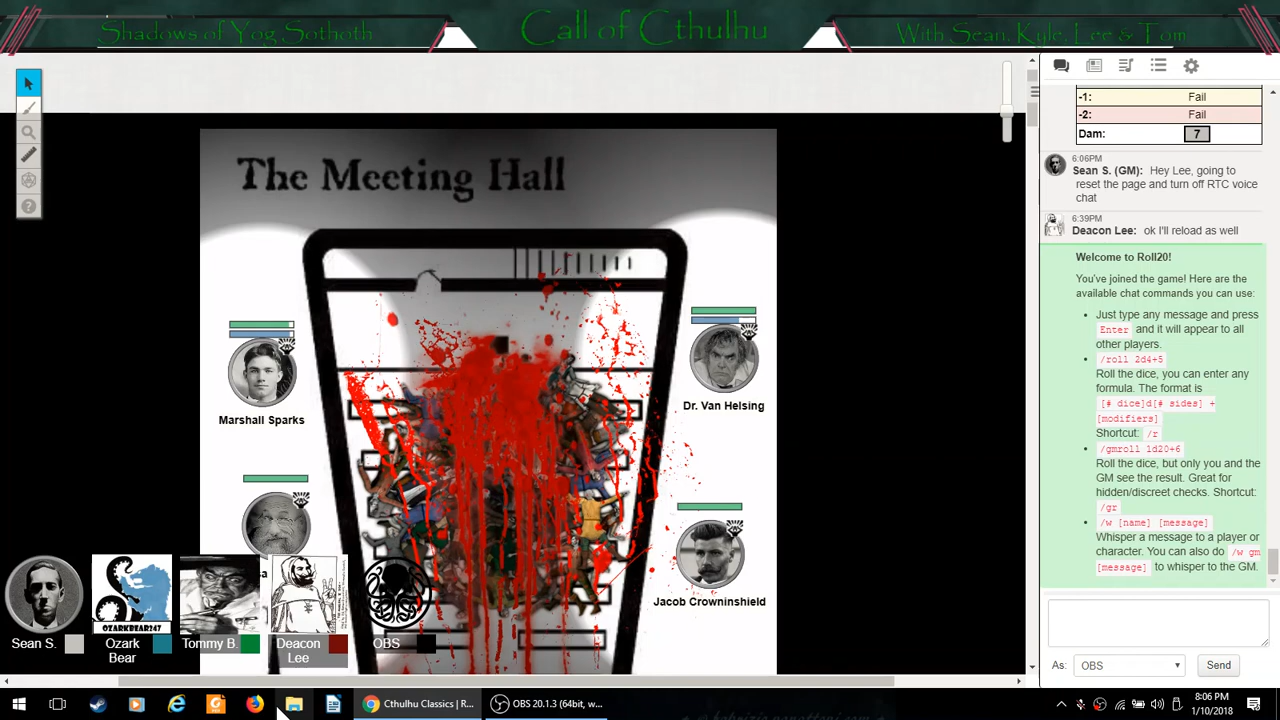 Shadows of Yog Sothoth
Call of Cthulhu
With Sean, Kyle, Lee & Tom
The Meeting Hall
Marshall Sparks
Dr. Van Helsing
Jacob Crowninshield
OZARKBEAR247
Sean S.
Ozark
Bear
Tommy B.
Deacon
Lee
OBS
-1: Fail
-2: Fail
Dam: 7
6:06PM
Sean S. (GM): Hey Lee, going to
reset the page and turn off RTC voice
chat
6:39PM
Deacon Lee: ok I'll reload as well
Welcome to Roll20!
You've joined the game! Here are the
available chat commands you can use:
Just type any message and press
Enter and it will appear to all
other players.
/roll 2d4+5
Roll the dice, you can enter any
formula. The format is
[# dice]d[# sides] +
[modifiers]
Shortcut: /r
/gmroll 1d20+6
Roll the dice, but only you and the
GM see the result. Great for
hidden/discreet checks. Shortcut:
/gr
/w [name] [message]
Whisper a message to a player or
character. You can also do /w gm
[message] to whisper to the GM.
As: OBS Send
Cthulhu Classics | R...
OBS 20.1.3 (64bit, w...
8:06 PM
1/10/2018